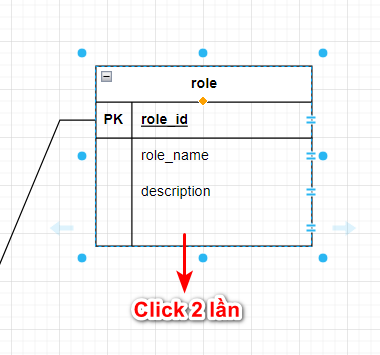 role
PK role_id
role_name
description
Click 2 lần